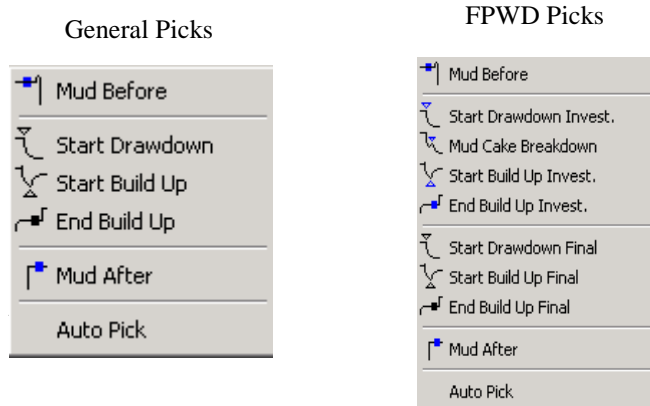 General Picks
Mud Before
Start Drawdown
Start Build Up
End Build Up
Mud After
Auto Pick
FPWD Picks
Mud Before
Start Drawdown Invest.
Mud Cake Breakdown
Start Build Up Invest.
End Build Up Invest.
Start Drawdown Final
Start Build Up Final
End Build Up Final
Mud After
Auto Pick